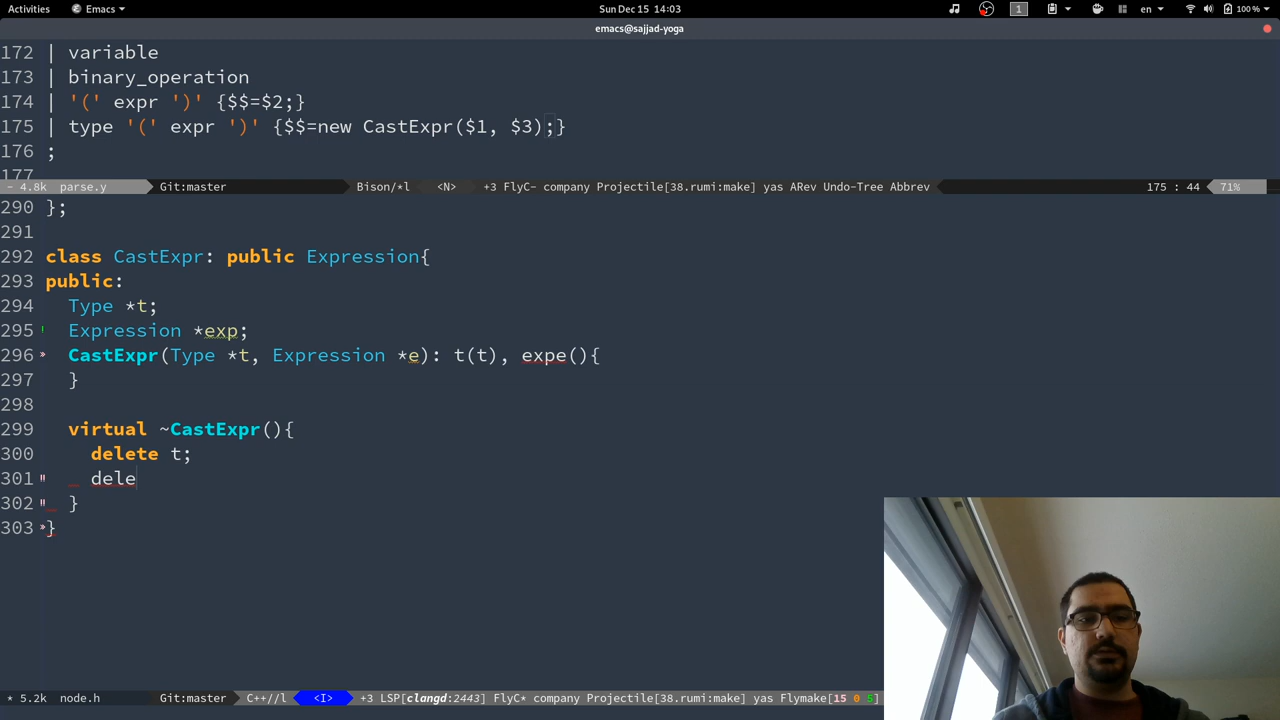 Activities Emacs Sun Dec 15 14:03 1 en 100 %
emacs@sajjad-yoga
172 | variable
173 | binary_operation
174 | '(' expr ')' {$$=$2;}
175 | type '(' expr ')' {$$=new CastExpr($1, $3);}
176 ;
177
- 4.8k parse.y Git:master Bison/*l <N> +3 FlyC- company Projectile[38.rumi:make] yas ARev Undo-Tree Abbrev 175 : 44 71%
290 };
291
292 class CastExpr: public Expression{
293 public:
294 Type *t;
295 Expression *exp;
296 CastExpr(Type *t, Expression *e): t(t), expe(){
297 }
298
299 virtual ~CastExpr(){
300 delete t;
301 dele
302 }
303 }
* 5.2k node.h Git:master C++//l <I> +3 LSP[clangd:2443] FlyC* company Projectile[38.rumi:make] yas Flymake[15 0 5]